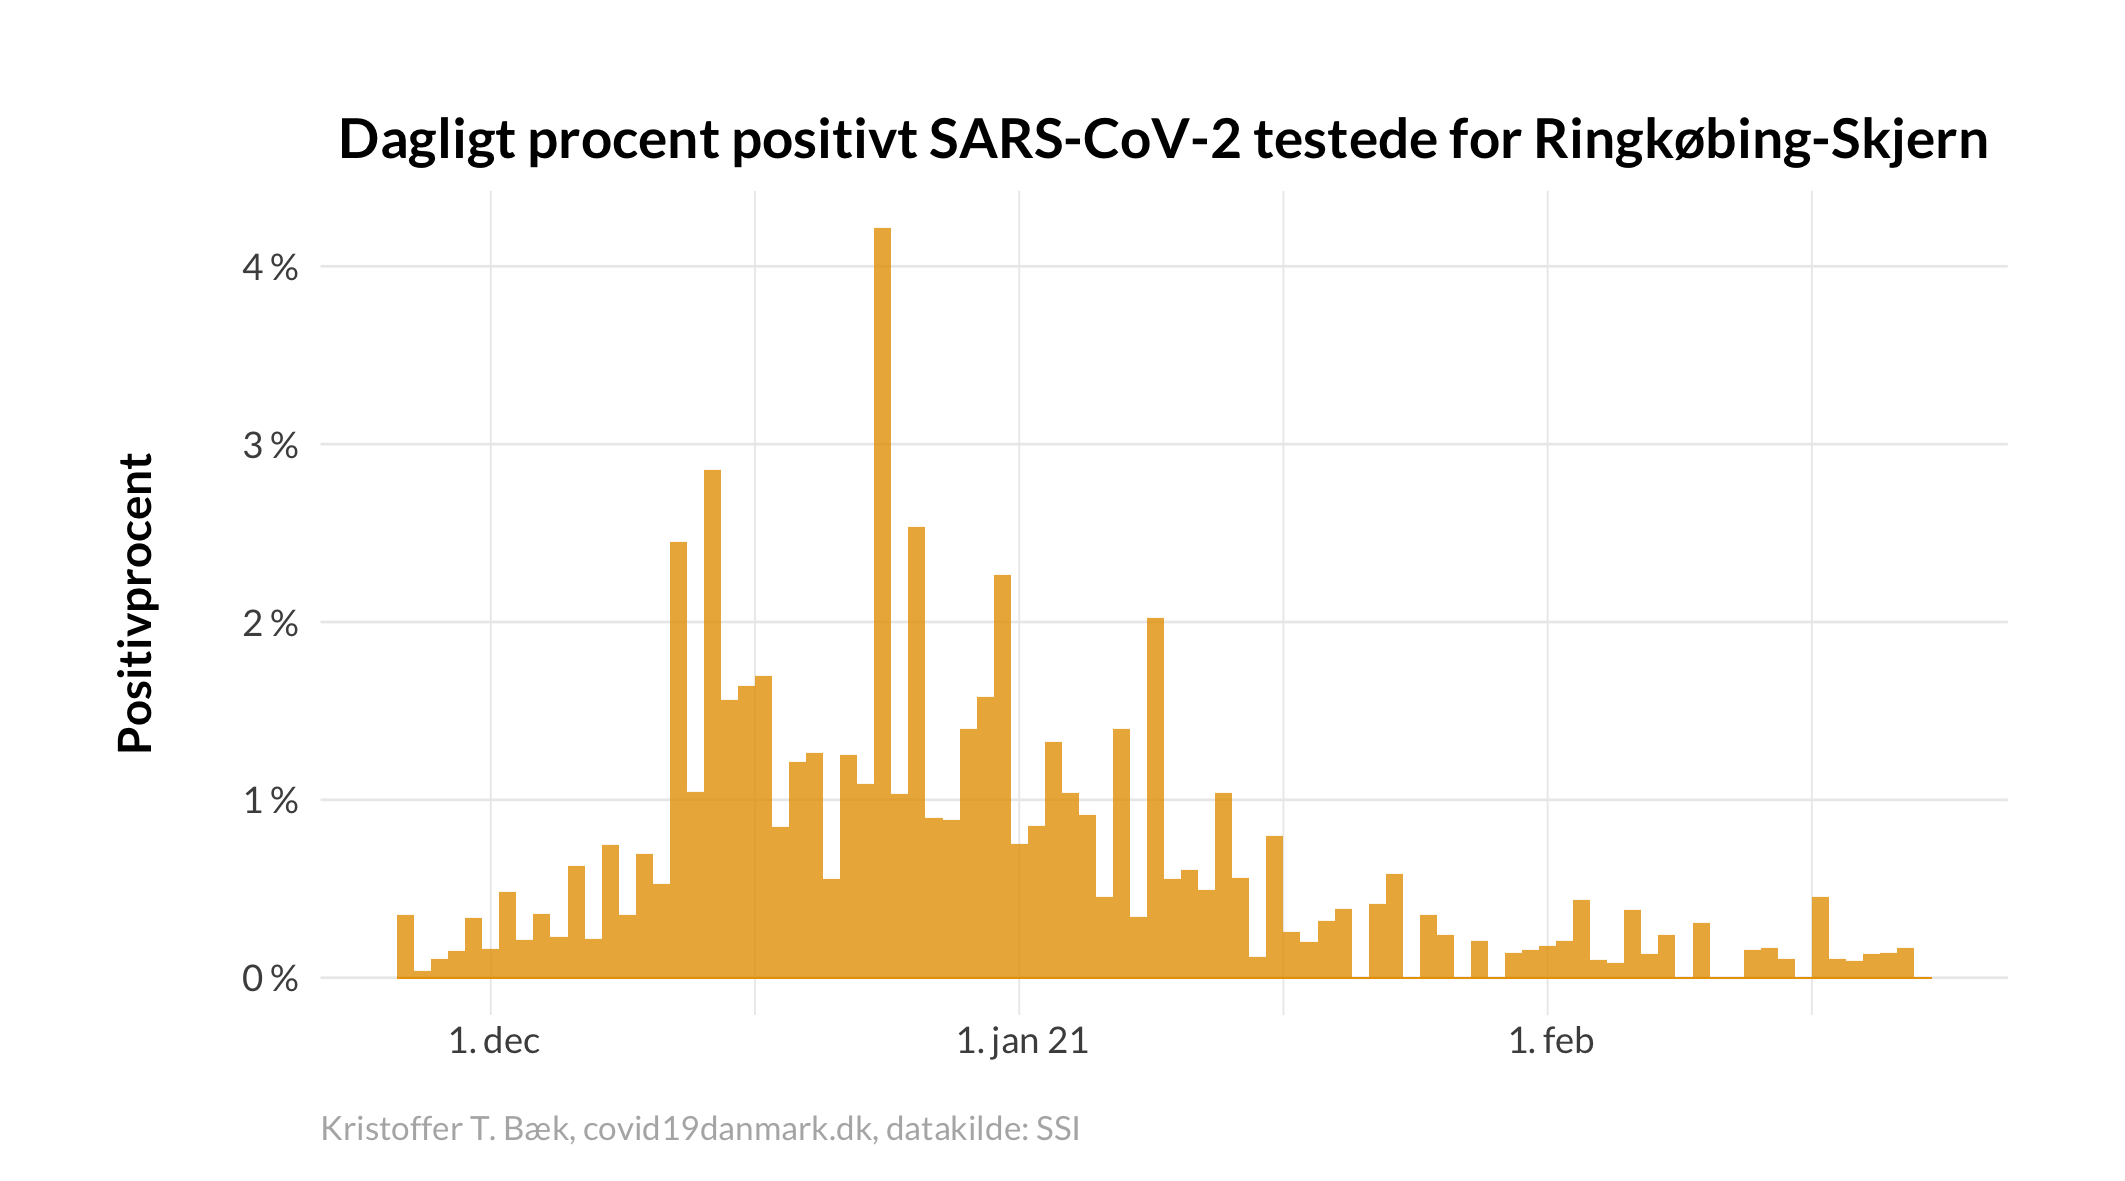 Dagligt procent positivt SARS-CoV-2 testede for Ringkøbing-Skjern
Positivprocent
4 %
3 %
2 %
1 %
0 %
1. dec
1. jan 21
1. feb
Kristoffer T. Bæk, covid19danmark.dk, datakilde: SSI